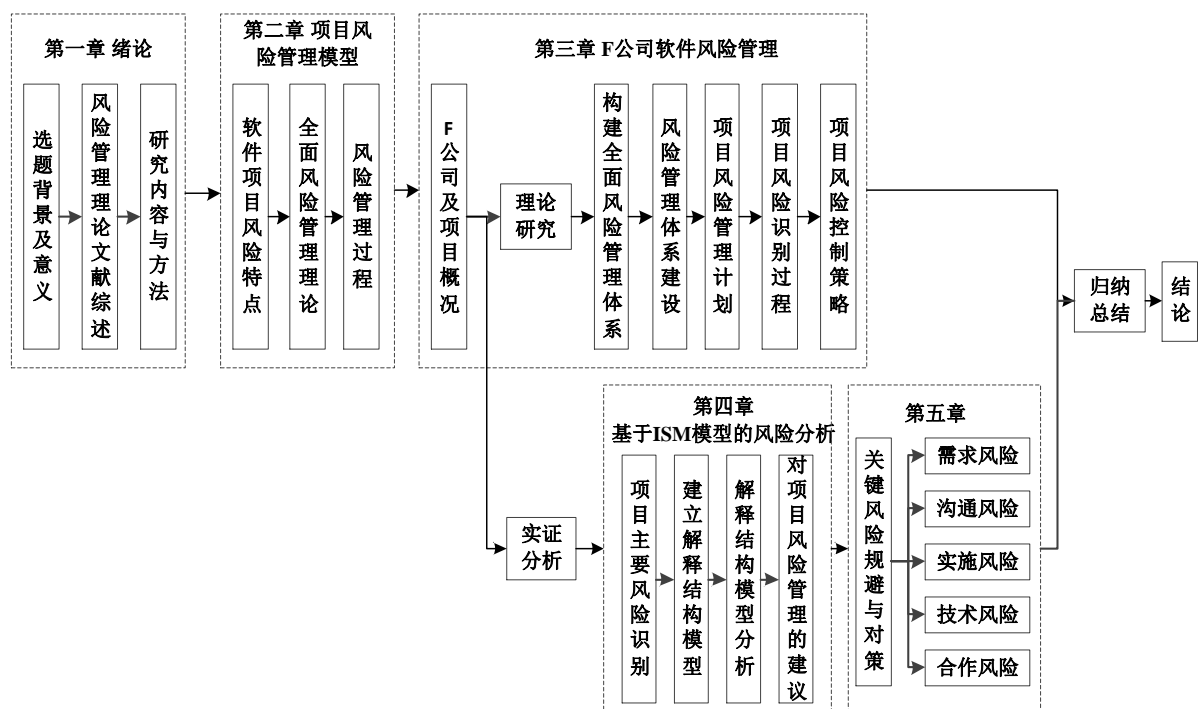 第一章 绪论
选题背景及意义
风险管理理论文献综述
研究内容与方法
第二章 项目风
险管理模型
软件项目风险特点
全面风险管理理论
风险管理过程
第三章 F公司软件风险管理
F公司及项目概况
理论
研究
构建全面风险管理体系
风险管理体系建设
项目风险管理计划
项目风险识别过程
项目风险控制策略
实证
分析
第四章
基于ISM模型的风险分析
项目主要风险识别
建立解释结构模型
解释结构模型分析
对项目风险管理的建议
第五章
关键风险规避与对策
需求风险
沟通风险
实施风险
技术风险
合作风险
归纳
总结
结论